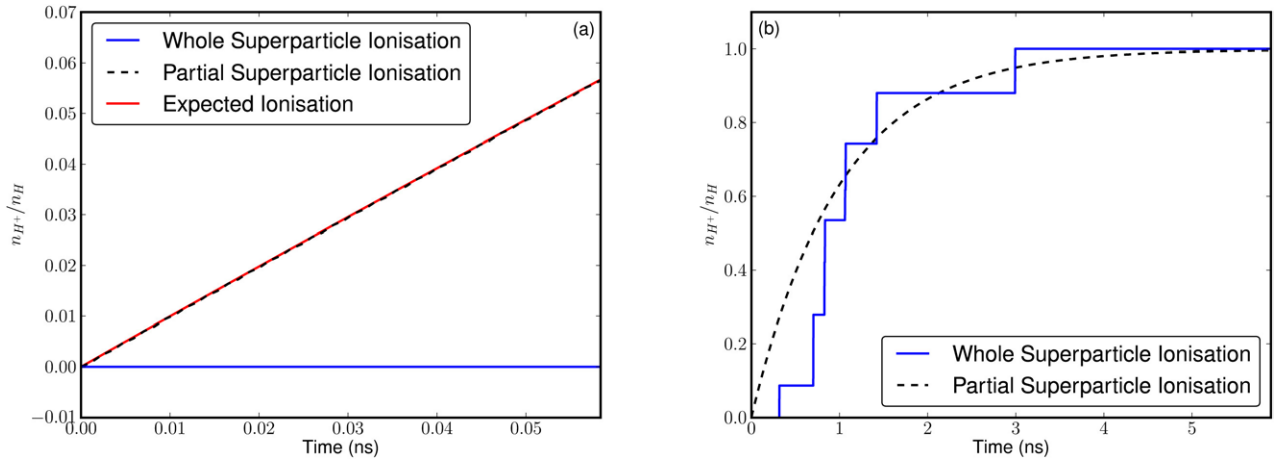 0.07
0.06
0.05
0.04
0.03
0.02
0.01
0.00
−0.01
n_{H^+}/n_H
(a)
Whole Superparticle Ionisation
Partial Superparticle Ionisation
Expected Ionisation
0.00 0.01 0.02 0.03 0.04 0.05
Time (ns)
(b)
1.0
0.8
0.6
0.4
0.2
0.0
n_{H^+}/n_H
Whole Superparticle Ionisation
Partial Superparticle Ionisation
0 1 2 3 4 5
Time (ns)